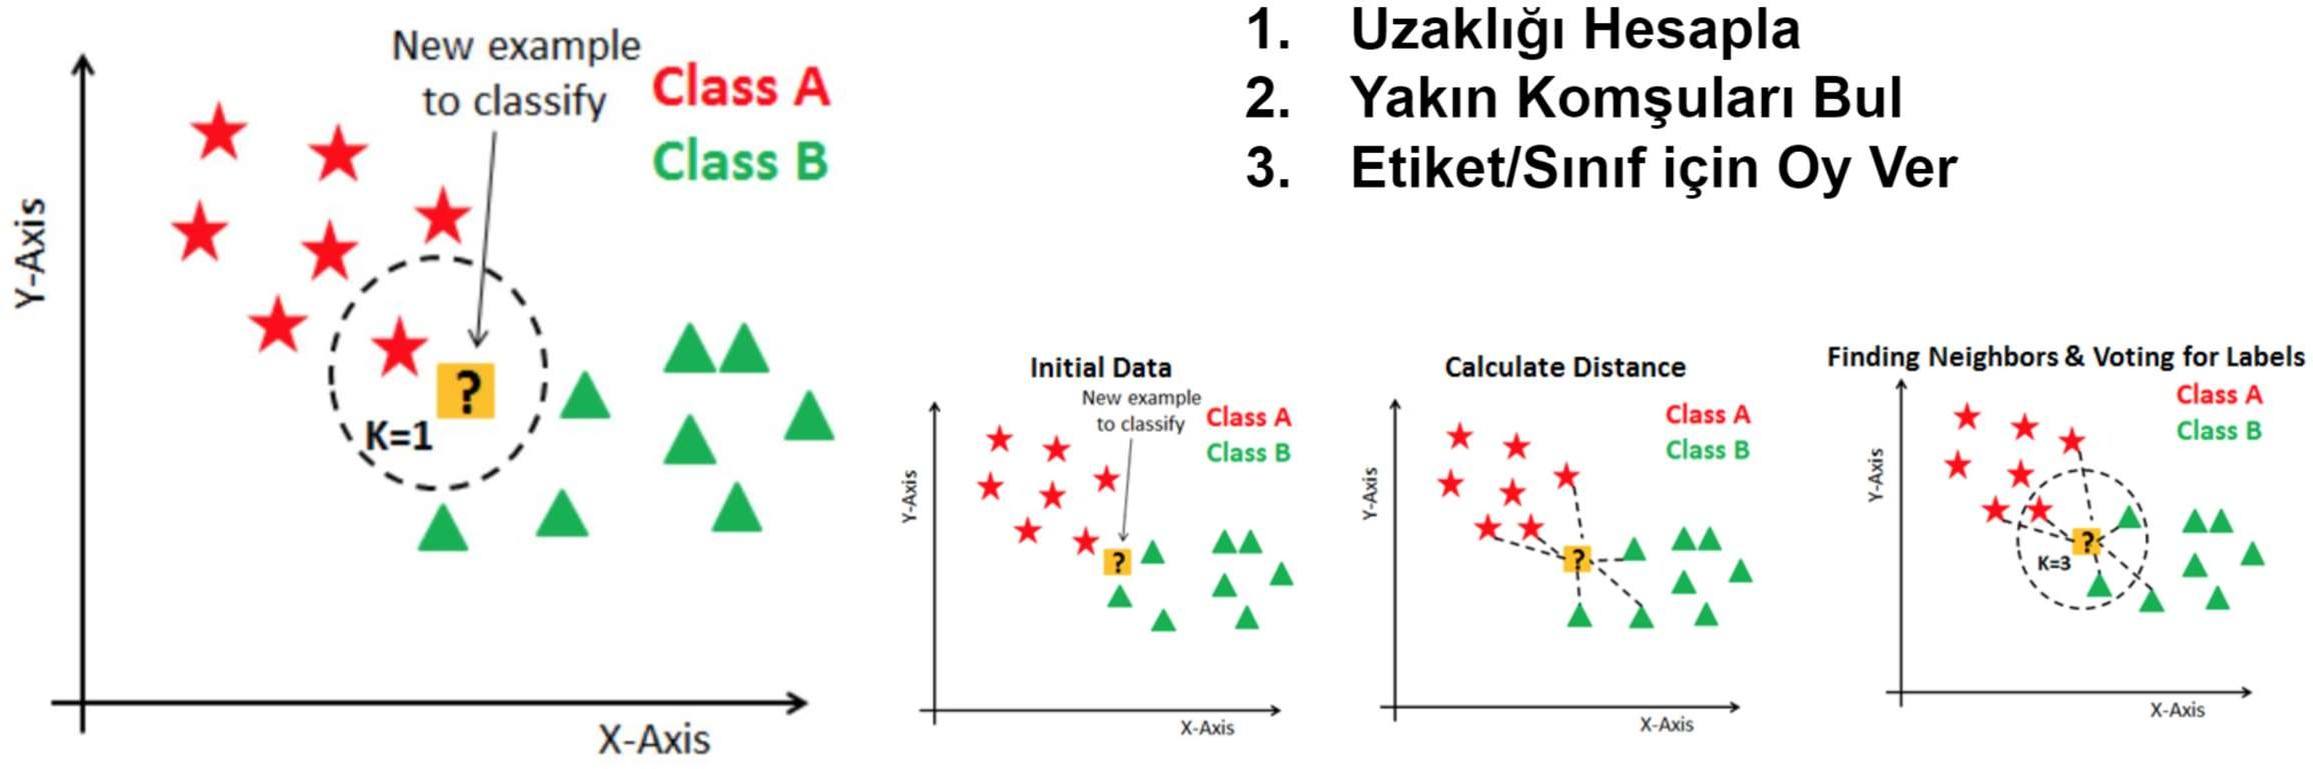 New example
to classify
Class A
Class B
Y-Axis
?
K=1
X-Axis
1. Uzaklığı Hesapla
2. Yakın Komşuları Bul
3. Etiket/Sınıf için Oy Ver
Initial Data
New example
to classify
Class A
Class B
Y-Axis
?
X-Axis
Calculate Distance
Class A
Class B
Y-Axis
?
X-Axis
Finding Neighbors & Voting for Labels
Class A
Class B
Y-Axis
?
K=3
X-Axis